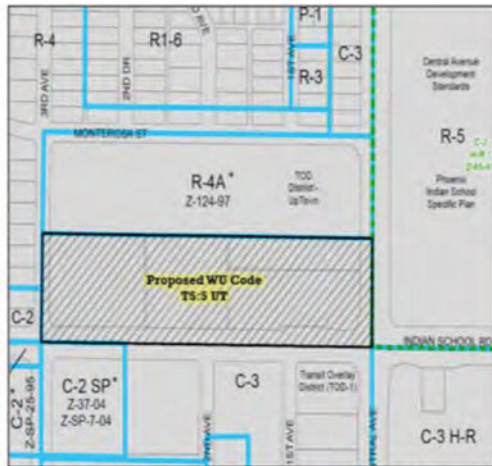 P-1
R-4
R1-6
C-3
3RD AVE
2ND DR
1ST AVE
R-3
Central Avenue
Development
Standards
MONTEROSA ST
R-5
R-4A*
Z-124-97
TOD
District-
UpTown
Phoenix
Indian School
Specific Plan
Proposed WU Code
T5:5 UT
C-2
INDIAN SCHOOL RD
C-2 SP*
Z-37-04
Z-SP-7-04
C-3
Transit Overlay
District (TOD-1)
C-2*
Z-SP-25-95
2ND AVE
1ST AVE
TRAL AVE
C-3 H-R